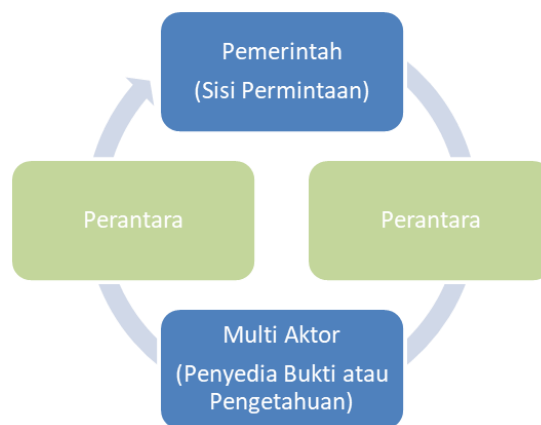 Pemerintah
(Sisi Permintaan)
Perantara
Perantara
Multi Aktor
(Penyedia Bukti atau
Pengetahuan)